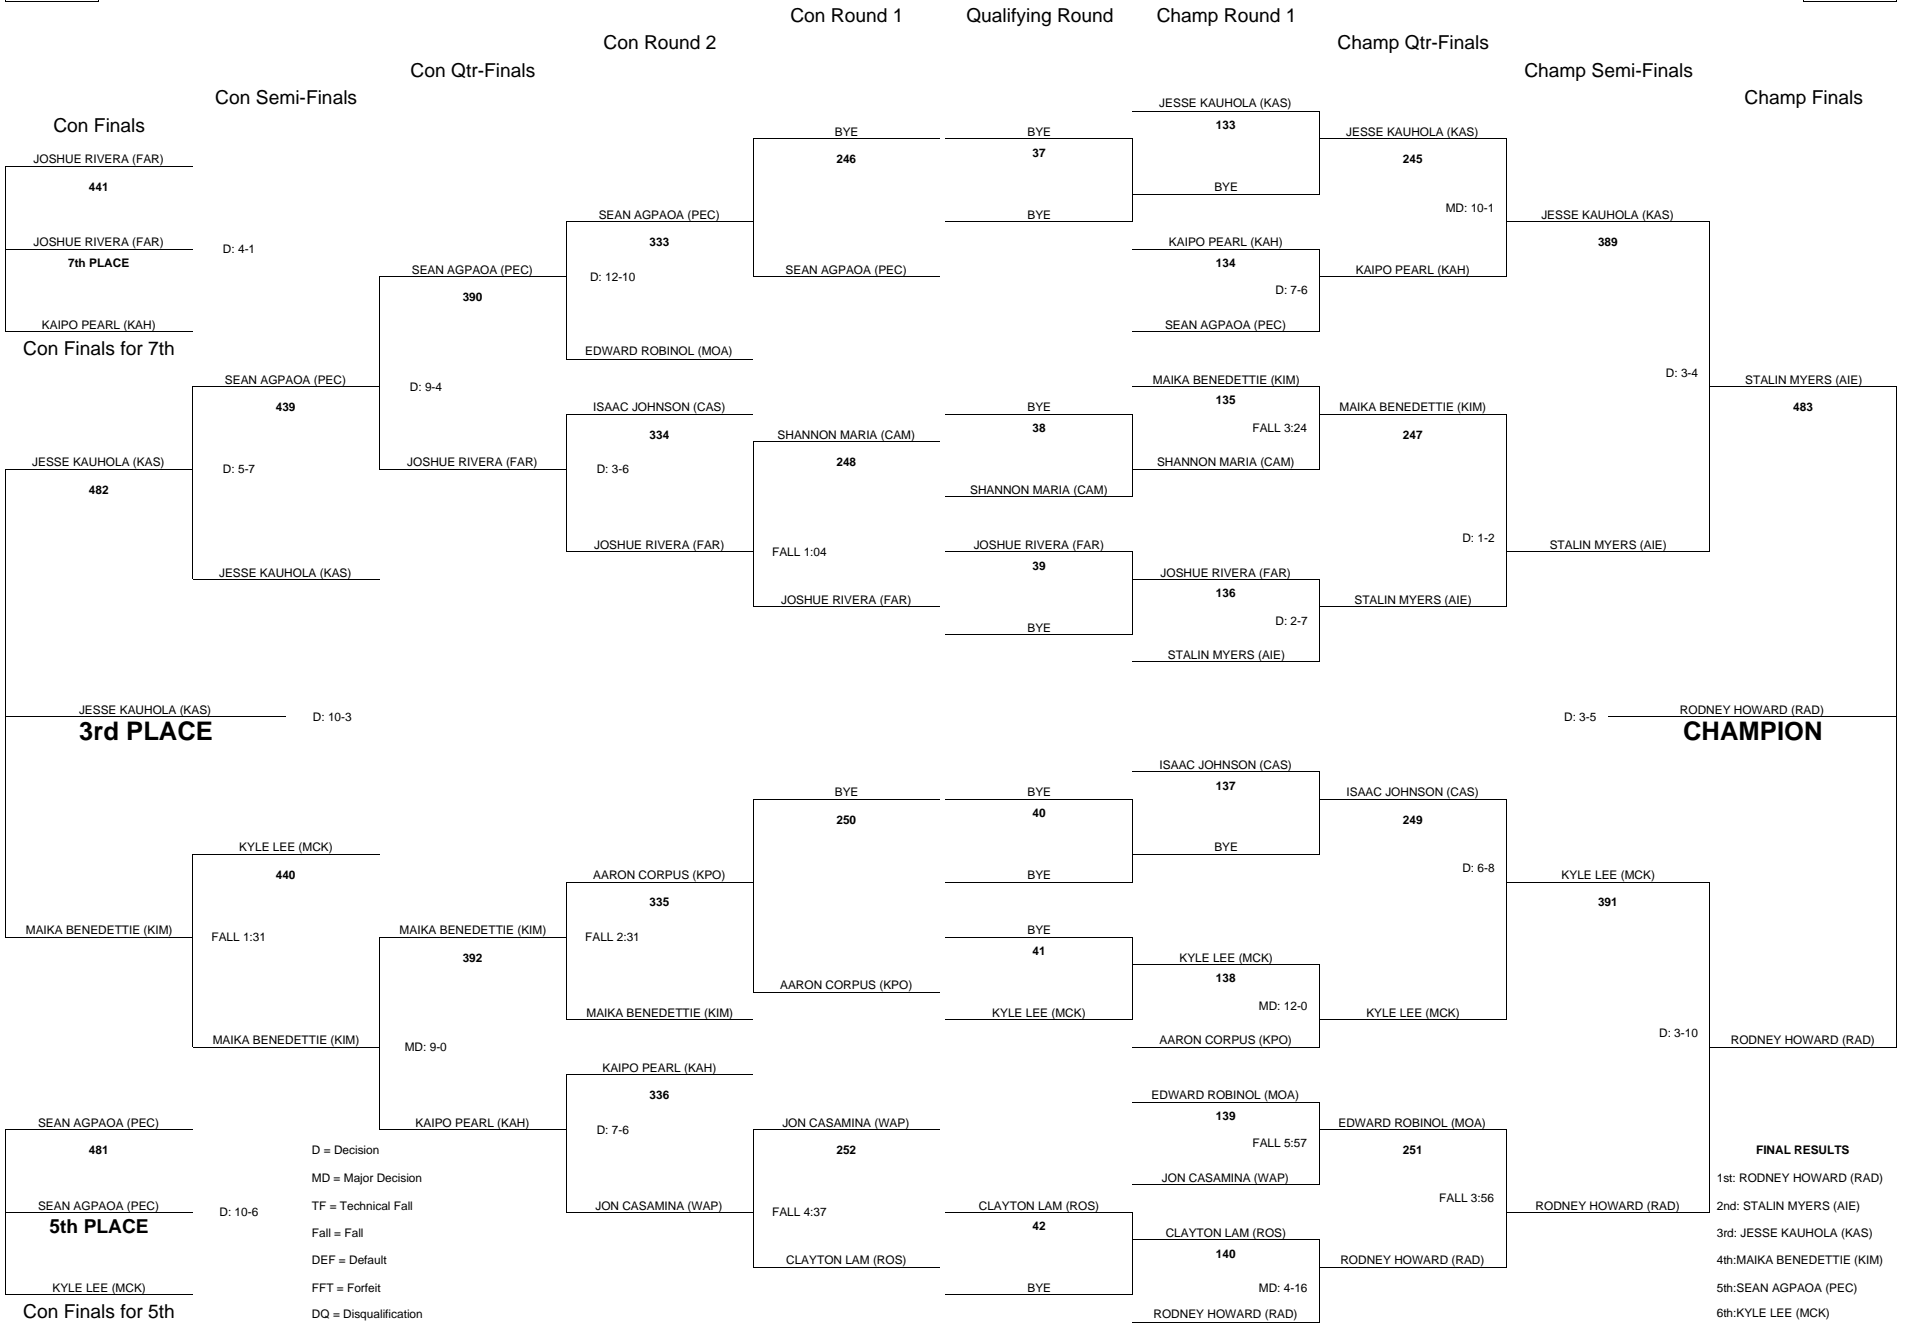 Con Round 1
Qualifying Round
Champ Round 1
Con Round 2
Champ Qtr-Finals
Con Qtr-Finals
Champ Semi-Finals
Con Semi-Finals
Champ Finals
Con Finals
JOSHUE RIVERA (FAR)
441
JOSHUE RIVERA (FAR)
7th PLACE
D: 4-1
KAIPO PEARL (KAH)
Con Finals for 7th
JESSE KAUHOLA (KAS)
482
JESSE KAUHOLA (KAS)
3rd PLACE
D: 10-3
MAIKA BENEDETTIE (KIM)
SEAN AGPAOA (PEC)
481
SEAN AGPAOA (PEC)
5th PLACE
D: 10-6
KYLE LEE (MCK)
Con Finals for 5th
SEAN AGPAOA (PEC)
439
D: 5-7
JESSE KAUHOLA (KAS)
KYLE LEE (MCK)
440
FALL 1:31
MAIKA BENEDETTIE (KIM)
D = Decision
MD = Major Decision
TF = Technical Fall
Fall = Fall
DEF = Default
FFT = Forfeit
DQ = Disqualification
SEAN AGPAOA (PEC)
390
D: 9-4
JOSHUE RIVERA (FAR)
MAIKA BENEDETTIE (KIM)
392
MD: 9-0
KAIPO PEARL (KAH)
SEAN AGPAOA (PEC)
333
D: 12-10
EDWARD ROBINOL (MOA)
ISAAC JOHNSON (CAS)
334
D: 3-6
JOSHUE RIVERA (FAR)
AARON CORPUS (KPO)
335
FALL 2:31
MAIKA BENEDETTIE (KIM)
KAIPO PEARL (KAH)
336
D: 7-6
JON CASAMINA (WAP)
BYE
246
SEAN AGPAOA (PEC)
SHANNON MARIA (CAM)
248
FALL 1:04
JOSHUE RIVERA (FAR)
BYE
250
AARON CORPUS (KPO)
JON CASAMINA (WAP)
252
FALL 4:37
CLAYTON LAM (ROS)
BYE
37
BYE
BYE
38
SHANNON MARIA (CAM)
JOSHUE RIVERA (FAR)
39
BYE
BYE
40
BYE
BYE
41
KYLE LEE (MCK)
CLAYTON LAM (ROS)
42
BYE
JESSE KAUHOLA (KAS)
133
BYE
KAIPO PEARL (KAH)
134
D: 7-6
SEAN AGPAOA (PEC)
MAIKA BENEDETTIE (KIM)
135
FALL 3:24
SHANNON MARIA (CAM)
JOSHUE RIVERA (FAR)
136
D: 2-7
STALIN MYERS (AIE)
ISAAC JOHNSON (CAS)
137
BYE
KYLE LEE (MCK)
138
MD: 12-0
AARON CORPUS (KPO)
EDWARD ROBINOL (MOA)
139
FALL 5:57
JON CASAMINA (WAP)
CLAYTON LAM (ROS)
140
MD: 4-16
RODNEY HOWARD (RAD)
JESSE KAUHOLA (KAS)
245
MD: 10-1
KAIPO PEARL (KAH)
MAIKA BENEDETTIE (KIM)
247
D: 1-2
STALIN MYERS (AIE)
ISAAC JOHNSON (CAS)
249
D: 6-8
KYLE LEE (MCK)
EDWARD ROBINOL (MOA)
251
FALL 3:56
RODNEY HOWARD (RAD)
JESSE KAUHOLA (KAS)
389
D: 3-4
STALIN MYERS (AIE)
KYLE LEE (MCK)
391
D: 3-10
RODNEY HOWARD (RAD)
STALIN MYERS (AIE)
483
D: 3-5
RODNEY HOWARD (RAD)
CHAMPION
RODNEY HOWARD (RAD)
FINAL RESULTS
1st: RODNEY HOWARD (RAD)
2nd: STALIN MYERS (AIE)
3rd: JESSE KAUHOLA (KAS)
4th:MAIKA BENEDETTIE (KIM)
5th:SEAN AGPAOA (PEC)
6th:KYLE LEE (MCK)